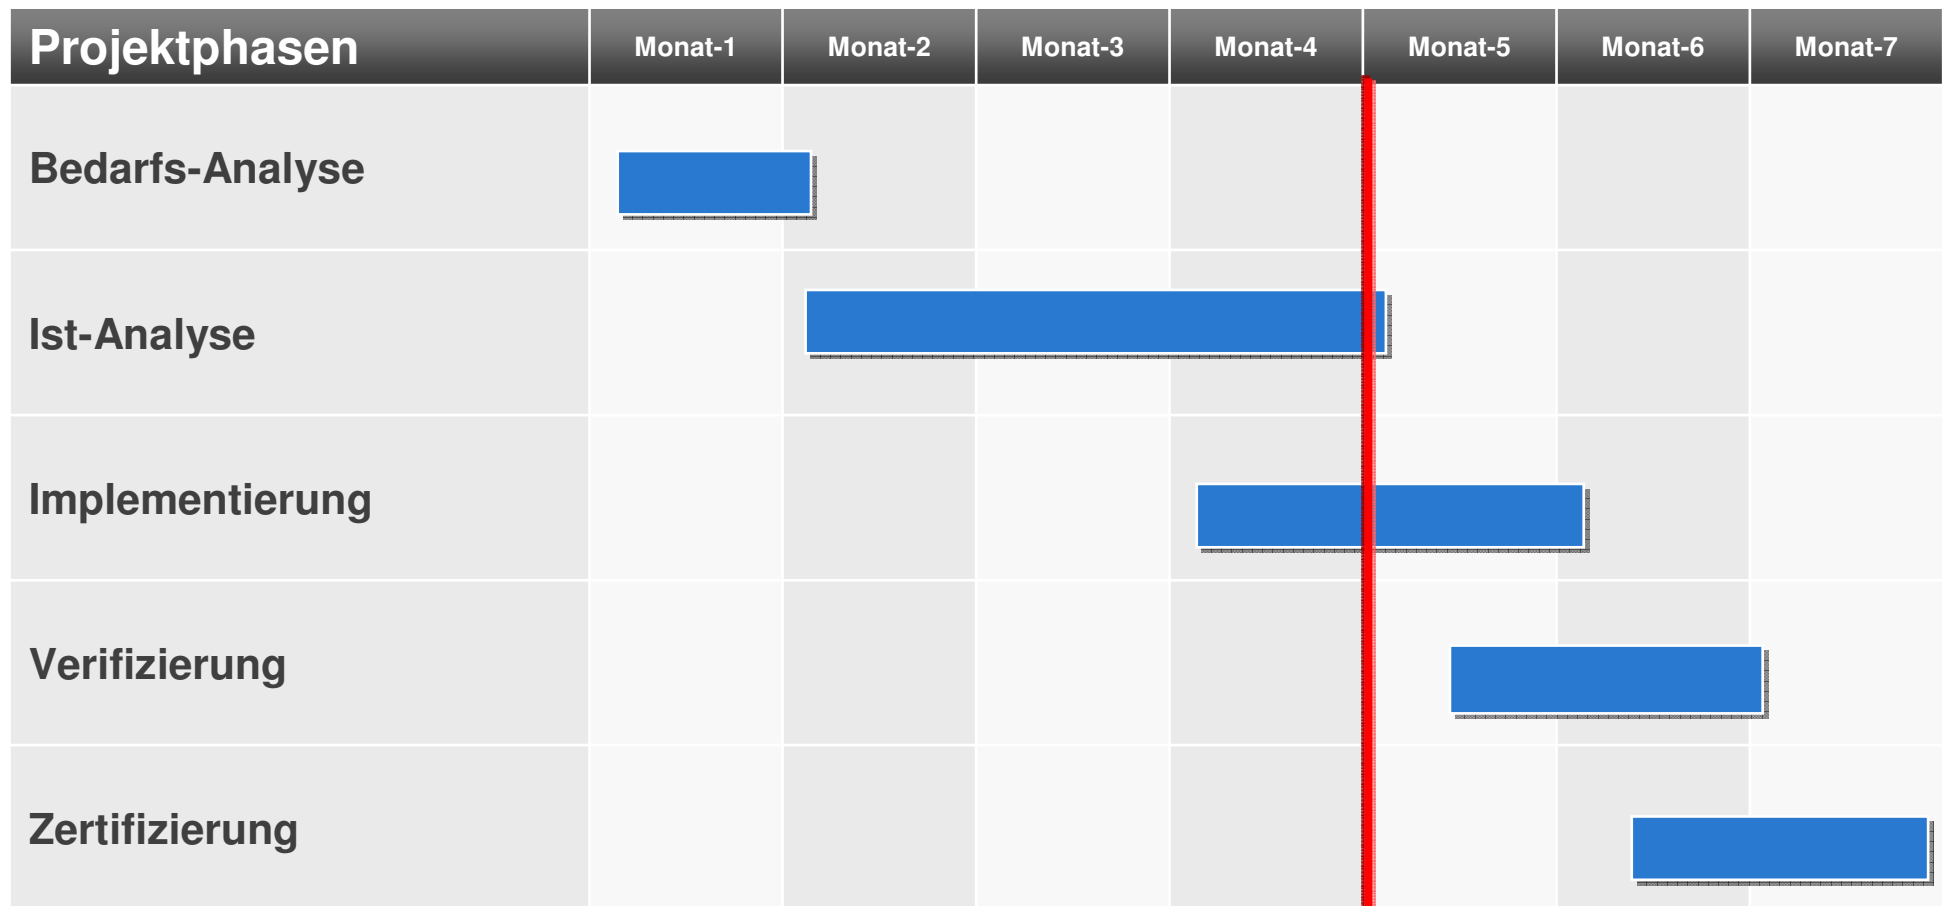 Projektphasen Monat-1 Monat-2 Monat-3 Monat-4 Monat-5 Monat-6 Monat-7
Bedarfs-Analyse
Ist-Analyse
Implementierung
Verifizierung
Zertifizierung